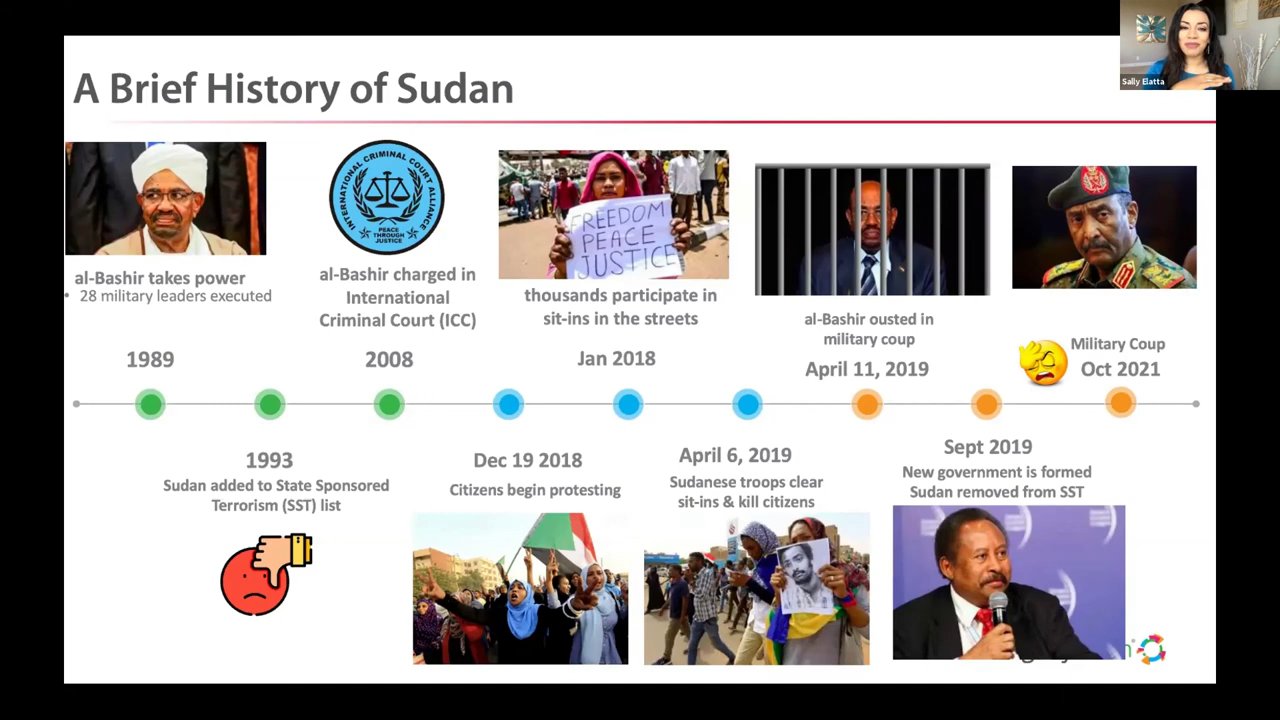 Sally Elatta
A Brief History of Sudan
INTERNATIONAL CRIMINAL COURT ALLIANCE
PEACE
THROUGH
JUSTICE
FREEDOM
PEACE
JUSTICE
al-Bashir takes power
• 28 military leaders executed
al-Bashir charged in
International
Criminal Court (ICC)
thousands participate in
sit-ins in the streets
al-Bashir ousted in
military coup
Military Coup
1989
2008
Jan 2018
April 11, 2019
Oct 2021
1993
Sudan added to State Sponsored
Terrorism (SST) list
Dec 19 2018
Citizens begin protesting
April 6, 2019
Sudanese troops clear
sit-ins & kill citizens
Sept 2019
New government is formed
Sudan removed from SST